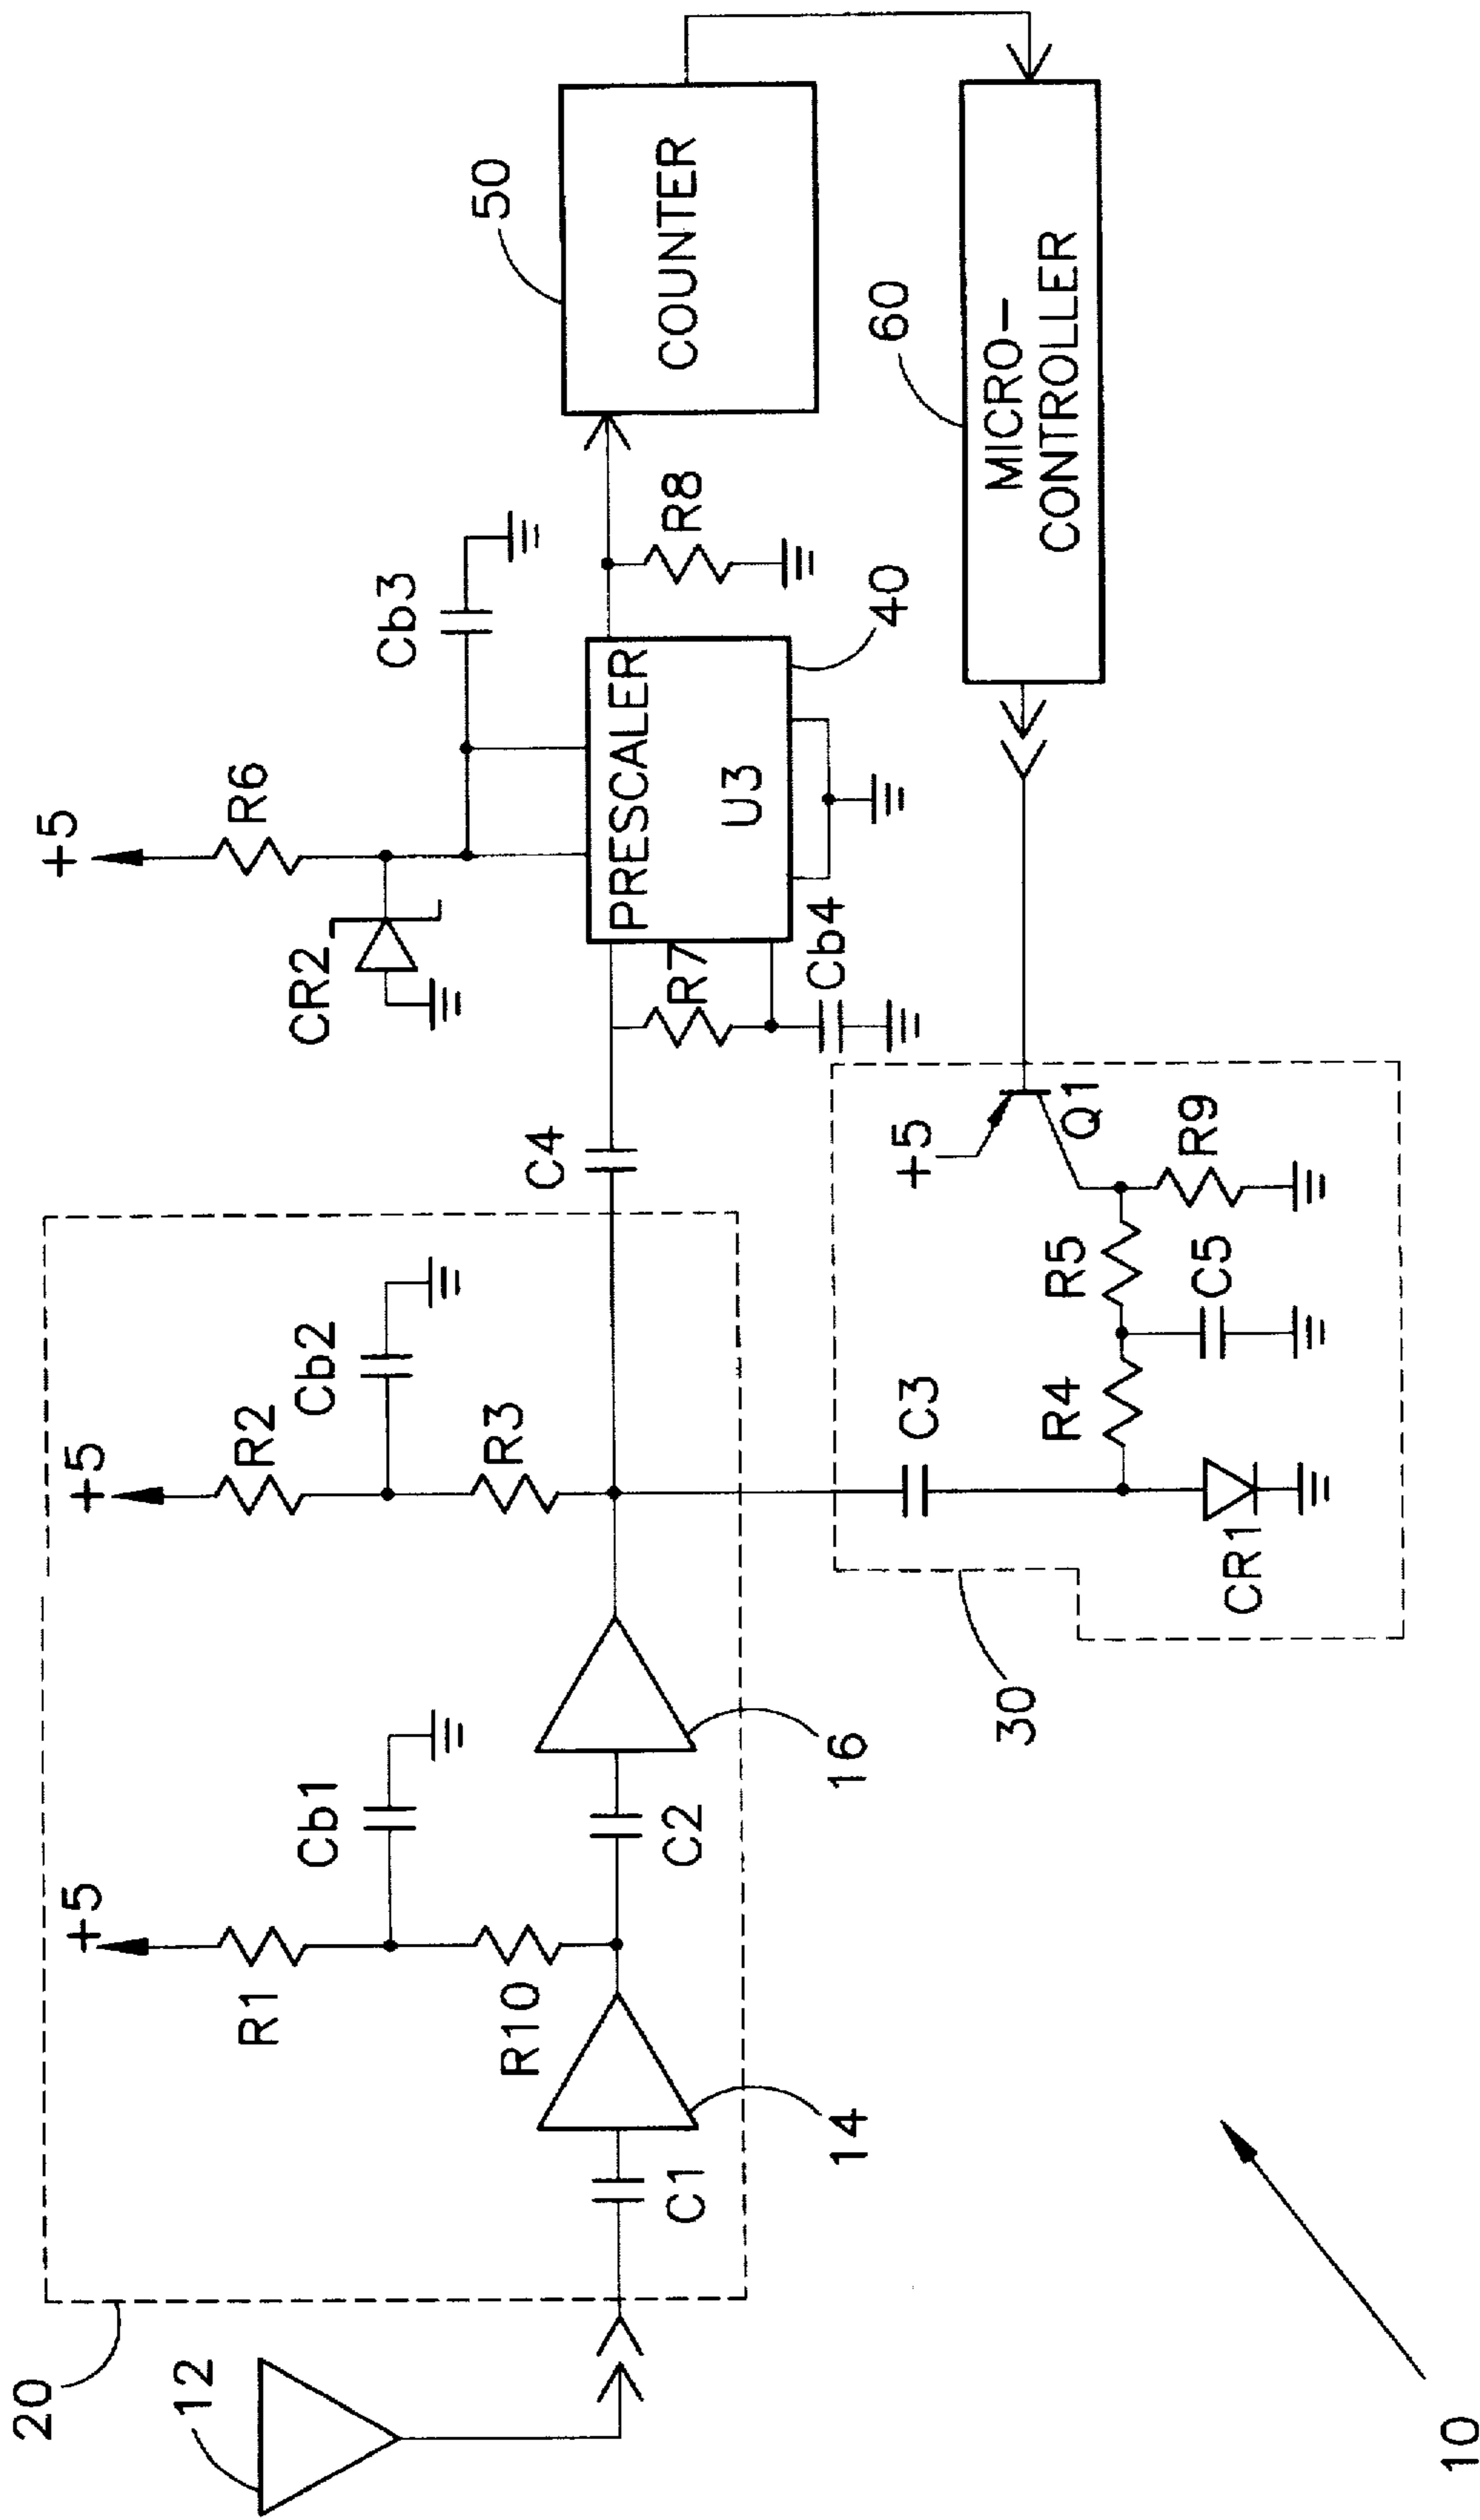 20
12
+5
R1
Cb1
R10
C1
14
C2
16
+5
R2
Cb2
R3
C4
+5
R6
CR2
Cb3
PRESCALER
U3
R7
Cb4
40
R8
50
COUNTER
60
MICRO-
CONTROLLER
30
C3
CR1
R4
R5
C5
+5
Q1
R9
10